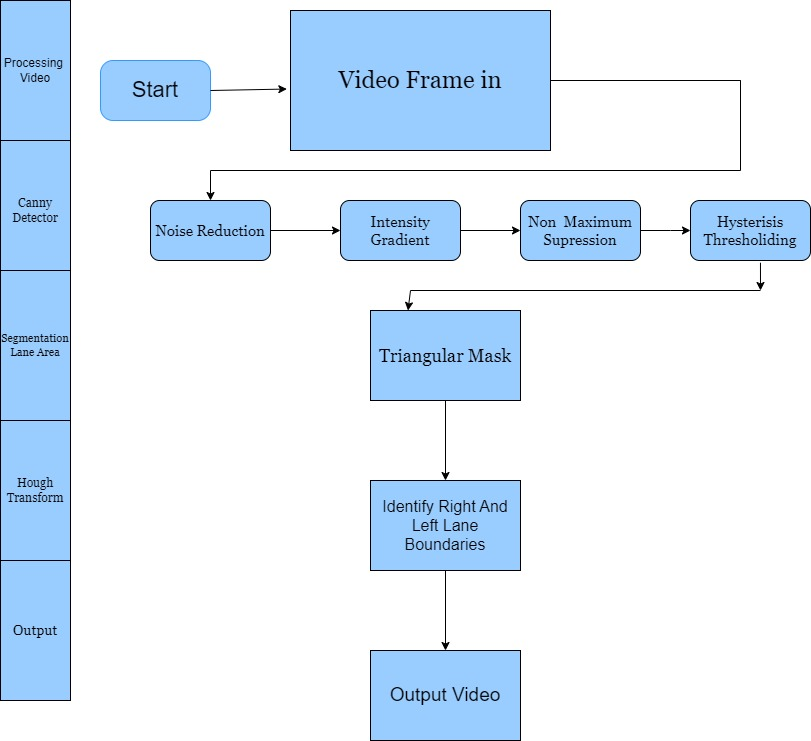 Processing
Video
Start
Video Frame in
Canny
Detector
Noise Reduction
Intensity
Gradient
Non Maximum
Supression
Hysterisis
Thresholiding
Segmentation
Lane Area
Triangular Mask
Hough
Transform
Identify Right And
Left Lane
Boundaries
Output
Output Video